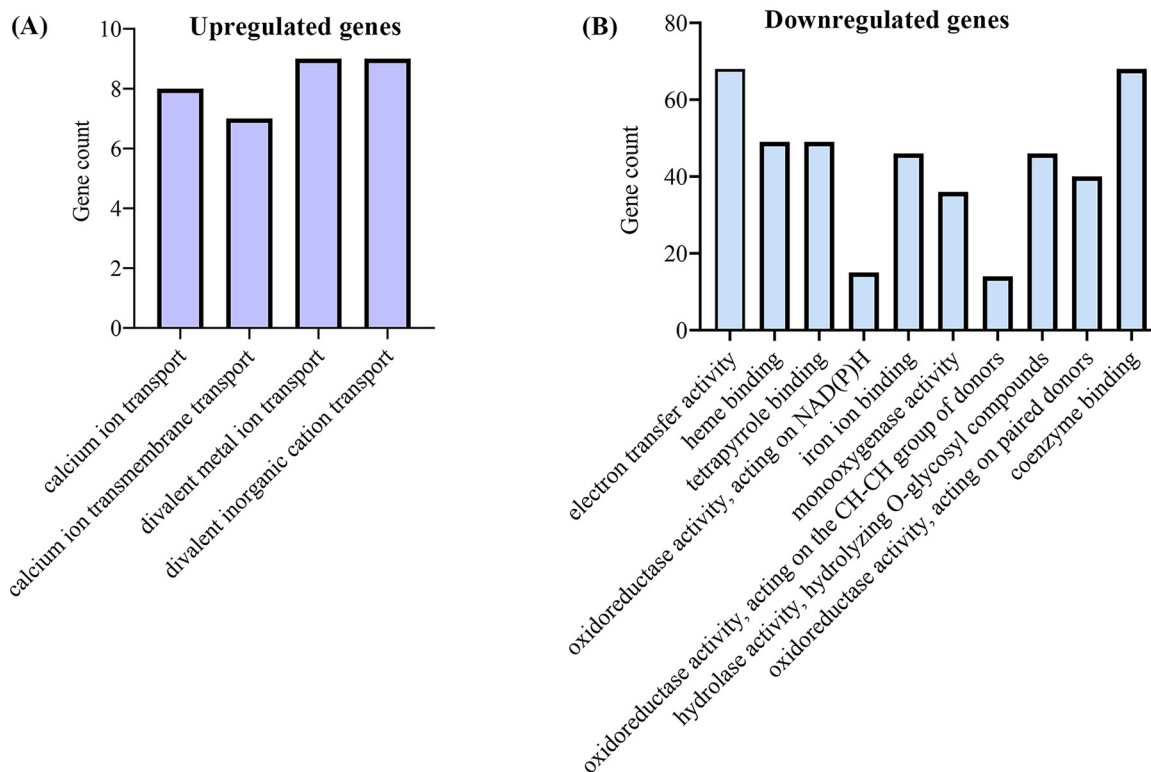 (A)
Upregulated genes
Gene count
10
8
6
4
2
0
calcium ion transport
calcium ion transmembrane transport
divalent metal ion transport
divalent inorganic cation transport
(B)
Downregulated genes
Gene count
80
60
40
20
0
electron transfer activity
heme binding
tetrapyrrole binding
oxidoreductase activity, acting on NAD(P)H
iron ion binding
monooxygenase activity
oxidoreductase activity, acting on the CH-CH group of donors
hydrolase activity, hydrolyzing O-glycosyl compounds
oxidoreductase activity, acting on paired donors
coenzyme binding